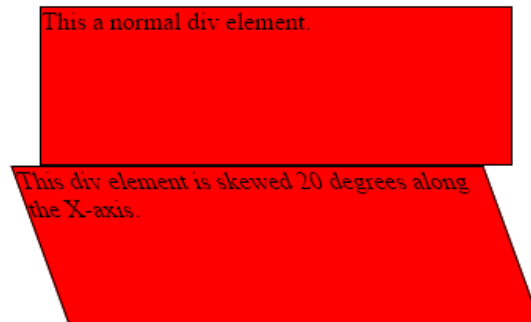 This a normal div element.
This div element is skewed 20 degrees along
the X-axis.